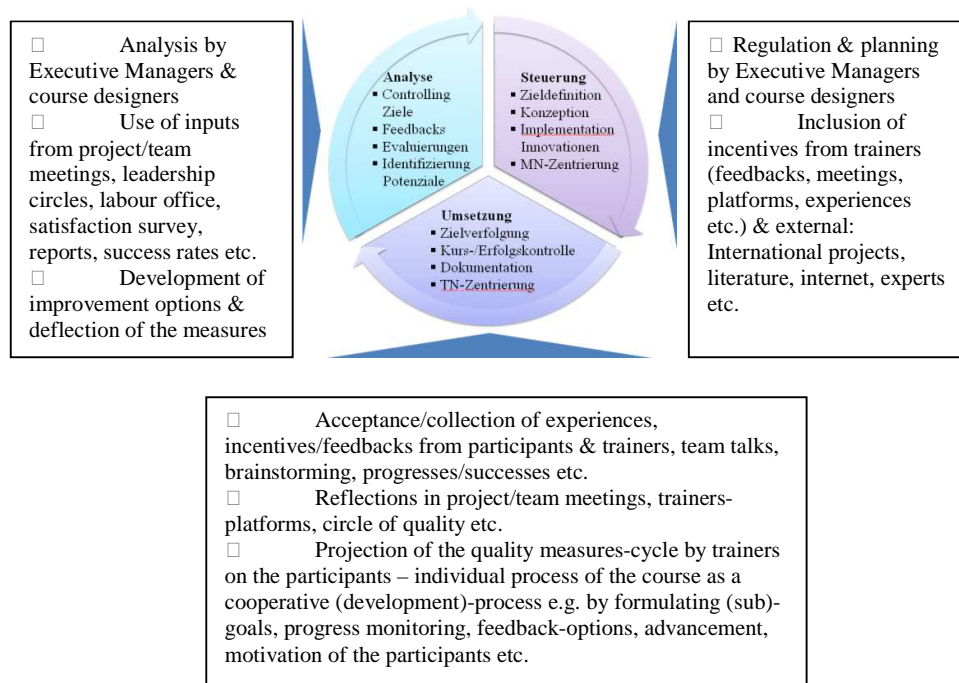 □ Analysis by
Executive Managers &
course designers
□ Use of inputs
from project/team
meetings, leadership
circles, labour office,
satisfaction survey,
reports, success rates etc.
□ Development of
improvement options &
deflection of the measures
Analyse
▪ Controlling
Ziele
▪ Feedbacks
▪ Evaluierungen
▪ Identifizierung
Potenziale
Steuerung
▪ Zieldefinition
▪ Konzeption
▪ Implementation
Innovationen
▪ MN-Zentrierung
Umsetzung
▪ Zielverfolgung
▪ Kurs-/Erfolgskontrolle
▪ Dokumentation
▪ TN-Zentrierung
□ Regulation & planning
by Executive Managers
and course designers
□ Inclusion of
incentives from trainers
(feedbacks, meetings,
platforms, experiences
etc.) & external:
International projects,
literature, internet, experts
etc.
□ Acceptance/collection of experiences,
incentives/feedbacks from participants & trainers, team talks,
brainstorming, progresses/successes etc.
□ Reflections in project/team meetings, trainers-
platforms, circle of quality etc.
□ Projection of the quality measures-cycle by trainers
on the participants – individual process of the course as a
cooperative (development)-process e.g. by formulating (sub)-
goals, progress monitoring, feedback-options, advancement,
motivation of the participants etc.